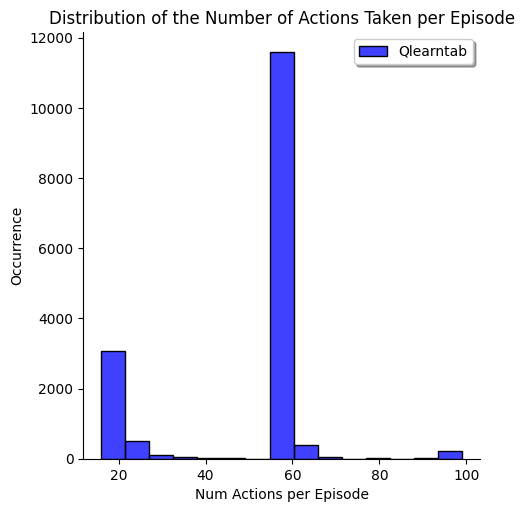 Distribution of the Number of Actions Taken per Episode
Qlearntab
12000
10000
8000
6000
4000
2000
0
Occurrence
20 40 60 80 100
Num Actions per Episode